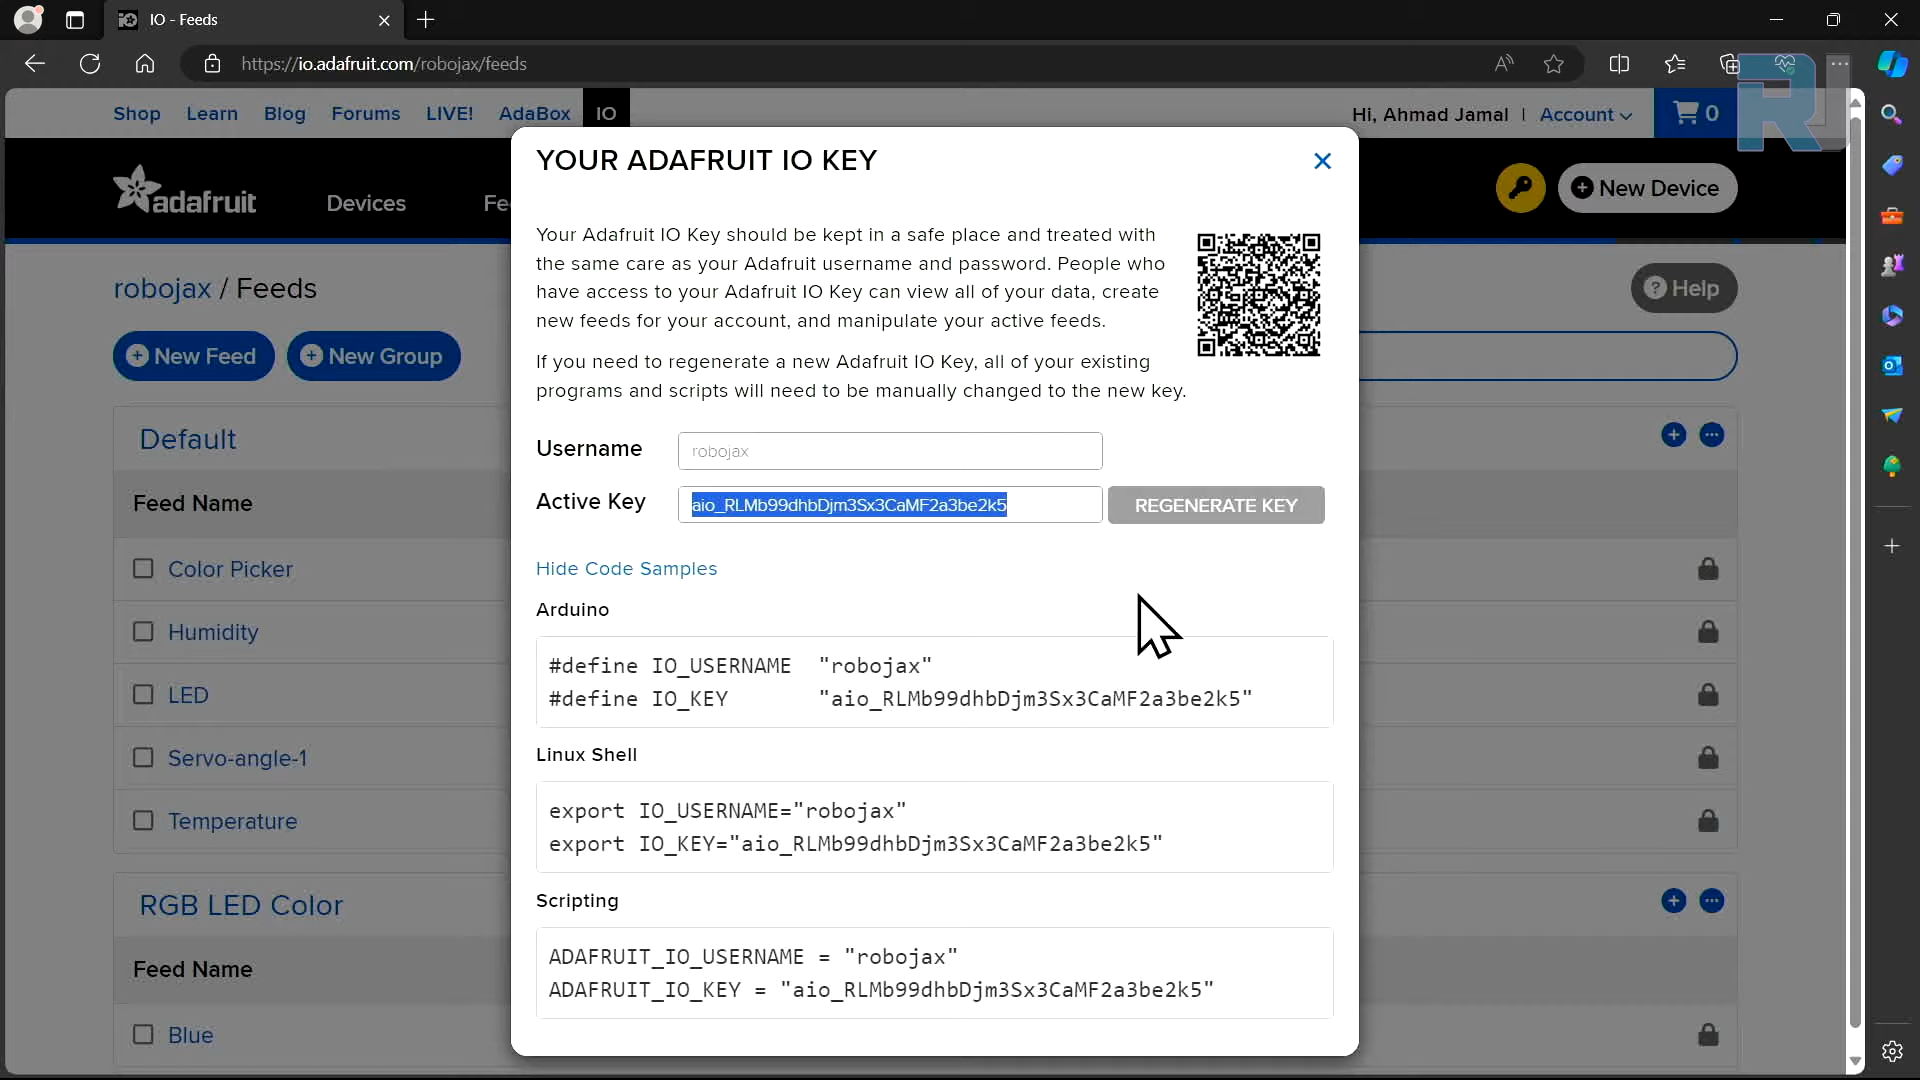 IO - Feeds
https://io.adafruit.com/robojax/feeds
Shop Learn Blog Forums LIVE! AdaBox IO
Hi, Ahmad Jamal | Account
0
RJ
YOUR ADAFRUIT IO KEY
adafruit
Devices
Fe
New Device
Your Adafruit IO Key should be kept in a safe place and treated with
the same care as your Adafruit username and password. People who
have access to your Adafruit IO Key can view all of your data, create
new feeds for your account, and manipulate your active feeds.
If you need to regenerate a new Adafruit IO Key, all of your existing
programs and scripts will need to be manually changed to the new key.
robojax / Feeds
? Help
New Feed
New Group
Username
robojax
Active Key
aio_RLMb99dhbDjm3Sx3CaMF2a3be2k5
REGENERATE KEY
Hide Code Samples
Arduino
#define IO_USERNAME "robojax"
#define IO_KEY "aio_RLMb99dhbDjm3Sx3CaMF2a3be2k5"
Linux Shell
export IO_USERNAME="robojax"
export IO_KEY="aio_RLMb99dhbDjm3Sx3CaMF2a3be2k5"
Scripting
ADAFRUIT_IO_USERNAME = "robojax"
ADAFRUIT_IO_KEY = "aio_RLMb99dhbDjm3Sx3CaMF2a3be2k5"
Default
Feed Name
Color Picker
Humidity
LED
Servo-angle-1
Temperature
RGB LED Color
Feed Name
Blue